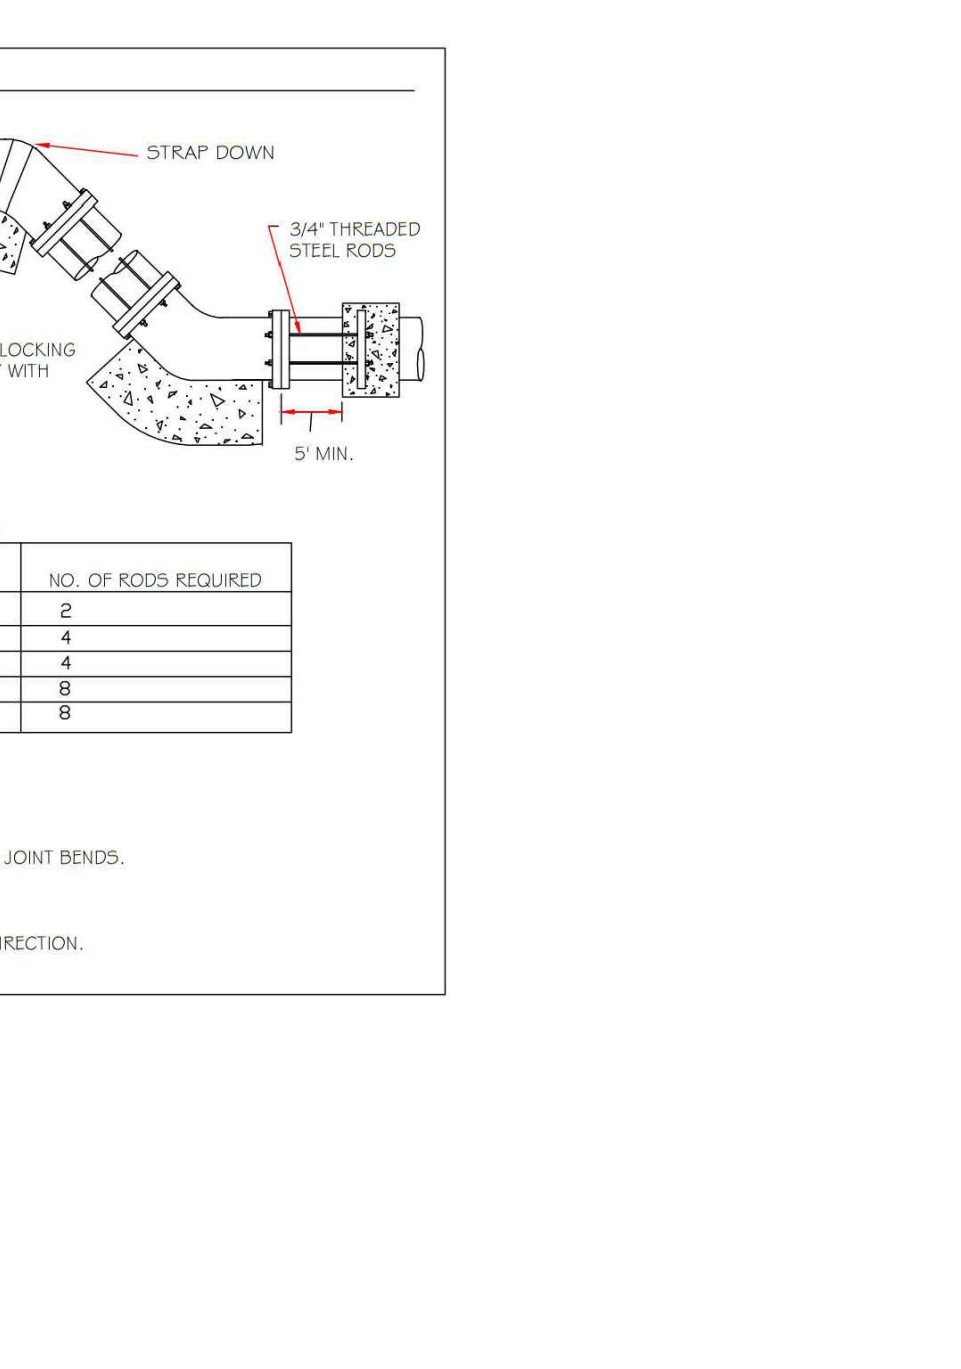 STRAP DOWN
3/4" THREADED
STEEL RODS
LOCKING
WITH
5' MIN.
NO. OF RODS REQUIRED
2
4
4
8
8
JOINT BENDS.
IRECTION.